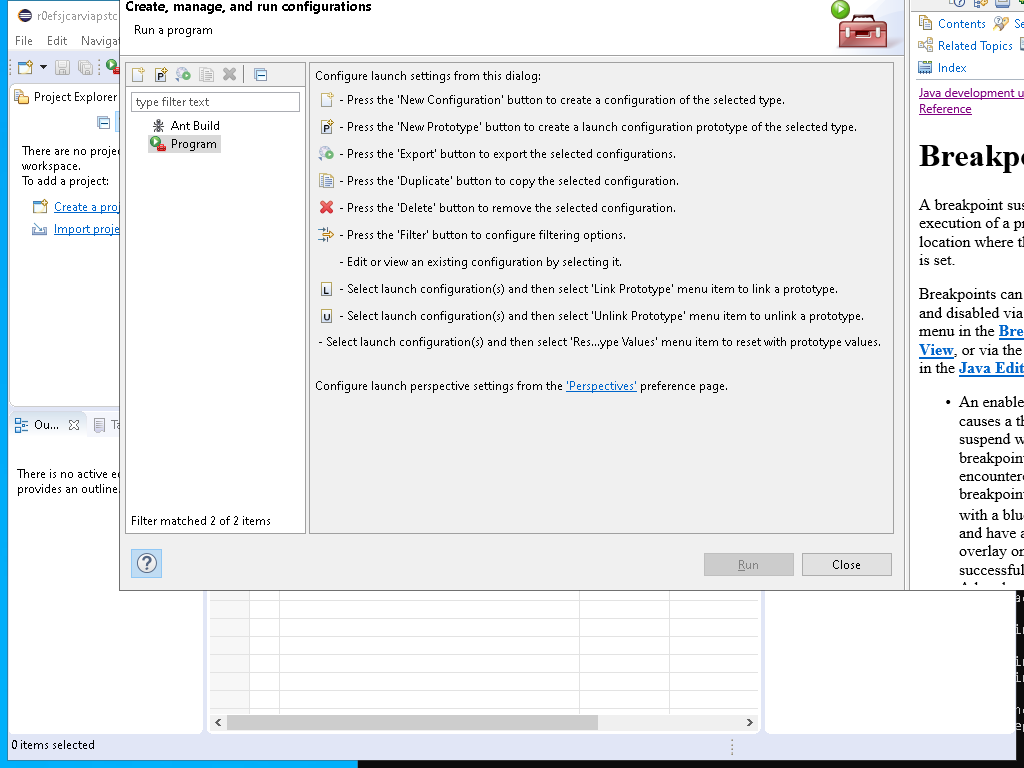 Create, manage, and run configurations
Run a program
r0efsjcarviapstc
File Edit Naviga
Project Explorer
There are no proje
workspace.
To add a project:
Create a proj
Import proje
type filter text
Ant Build
Program
Filter matched 2 of 2 items
Configure launch settings from this dialog:
- Press the 'New Configuration' button to create a configuration of the selected type.
P - Press the 'New Prototype' button to create a launch configuration prototype of the selected type.
- Press the 'Export' button to export the selected configurations.
- Press the 'Duplicate' button to copy the selected configuration.
- Press the 'Delete' button to remove the selected configuration.
- Press the 'Filter' button to configure filtering options.
- Edit or view an existing configuration by selecting it.
L - Select launch configuration(s) and then select 'Link Prototype' menu item to link a prototype.
U - Select launch configuration(s) and then select 'Unlink Prototype' menu item to unlink a prototype.
- Select launch configuration(s) and then select 'Res...ype Values' menu item to reset with prototype values.
Configure launch perspective settings from the 'Perspectives' preference page.
?
Run
Close
Ou...
Ta
There is no active e
provides an outline.
0 items selected
Contents Se
Related Topics
Index
Java development u
Reference
Breakpo
A breakpoint sus
execution of a pr
location where th
is set.
Breakpoints can
and disabled via
menu in the Bre
View, or via the
in the Java Edit
• An enable
causes a th
suspend w
breakpoint
encountere
breakpoint
with a blu
and have a
overlay on
successful